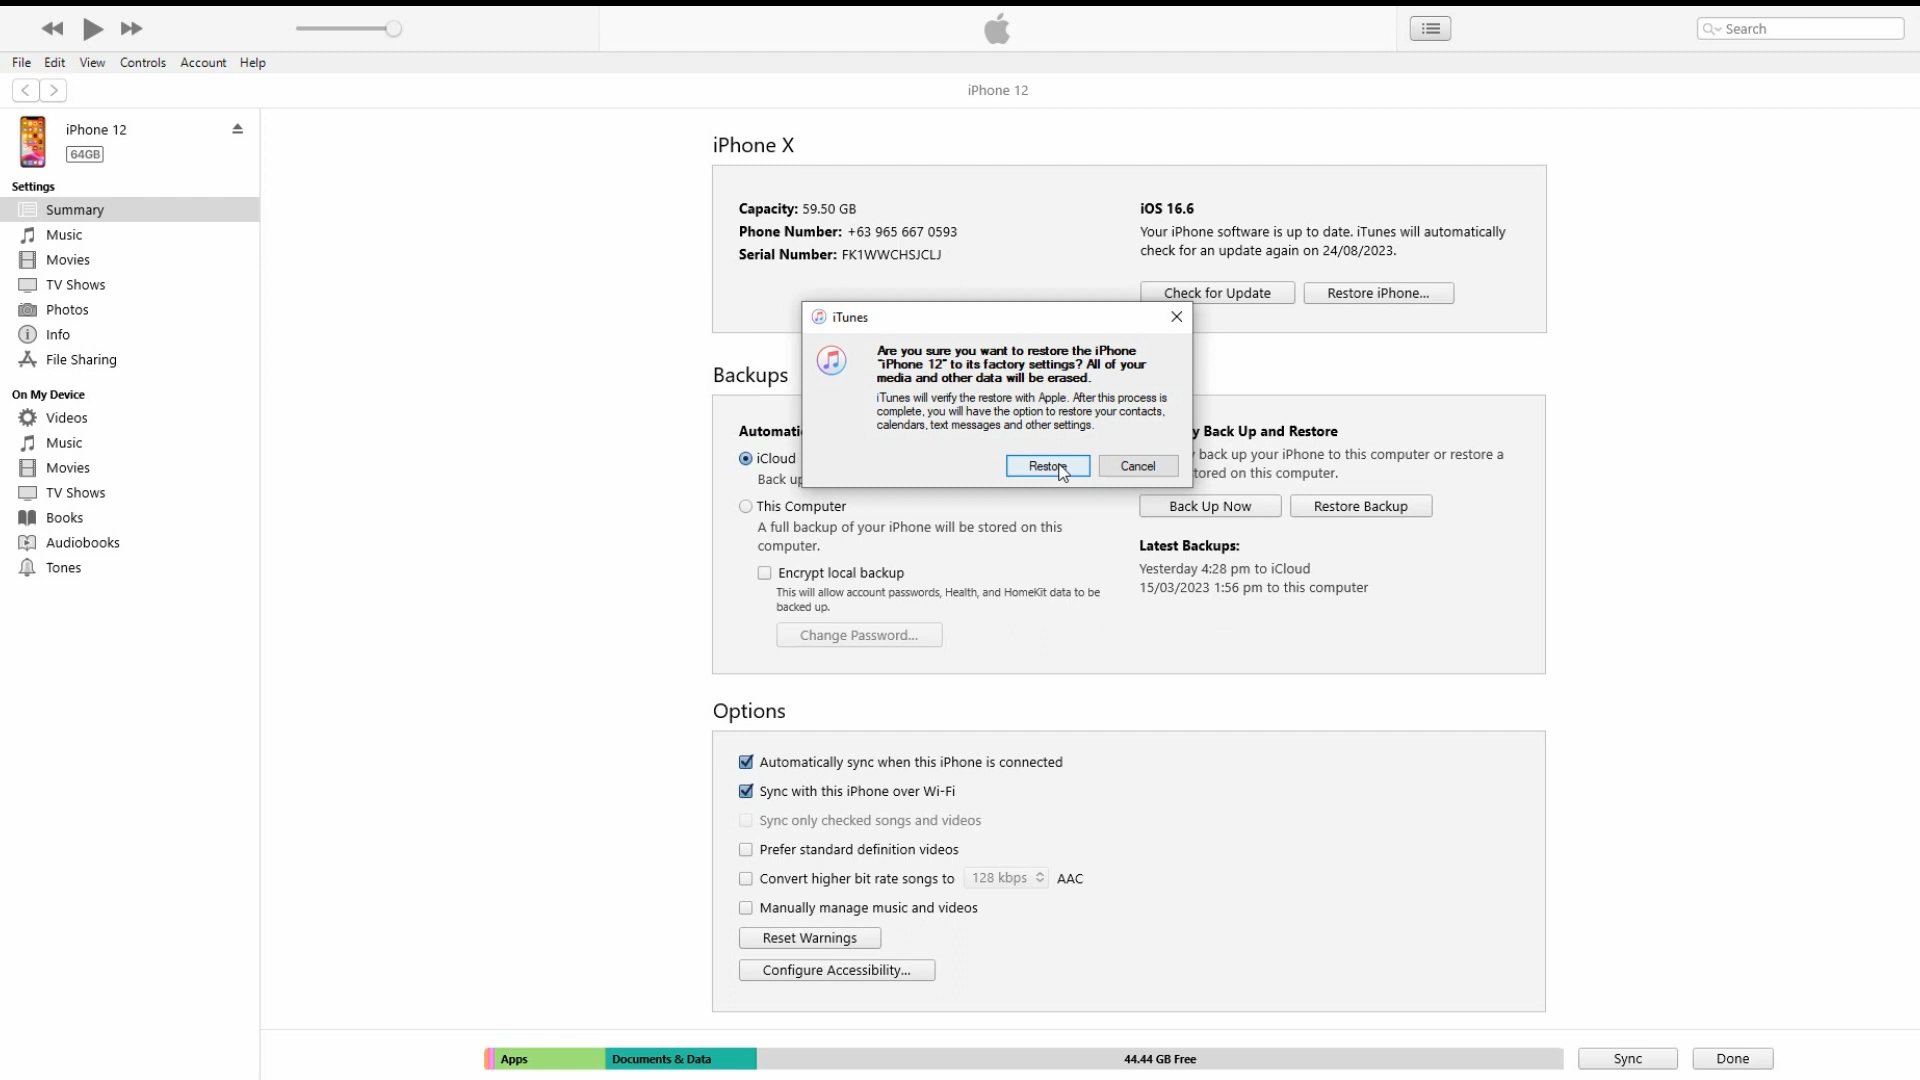 Search
File Edit View Controls Account Help
iPhone 12
iPhone 12
64GB
Settings
Summary
Music
Movies
TV Shows
Photos
Info
File Sharing
On My Device
Videos
Music
Movies
TV Shows
Books
Audiobooks
Tones
iPhone X
Capacity: 59.50 GB
Phone Number: +63 965 667 0593
Serial Number: FK1WWCHSJCLJ
iOS 16.6
Your iPhone software is up to date. iTunes will automatically
check for an update again on 24/08/2023.
Check for Update
Restore iPhone...
iTunes
Are you sure you want to restore the iPhone
"iPhone 12" to its factory settings? All of your
media and other data will be erased.
iTunes will verify the restore with Apple. After this process is
complete, you will have the option to restore your contacts,
calendars, text messages and other settings.
Restore
Cancel
Backups
Automati
iCloud
Back up
This Computer
A full backup of your iPhone will be stored on this
computer.
Encrypt local backup
This will allow account passwords, Health, and HomeKit data to be
backed up.
Change Password...
y Back Up and Restore
back up your iPhone to this computer or restore a
tored on this computer.
Back Up Now
Restore Backup
Latest Backups:
Yesterday 4:28 pm to iCloud
15/03/2023 1:56 pm to this computer
Options
Automatically sync when this iPhone is connected
Sync with this iPhone over Wi-Fi
Sync only checked songs and videos
Prefer standard definition videos
Convert higher bit rate songs to 128 kbps AAC
Manually manage music and videos
Reset Warnings
Configure Accessibility...
Apps
Documents & Data
44.44 GB Free
Sync
Done